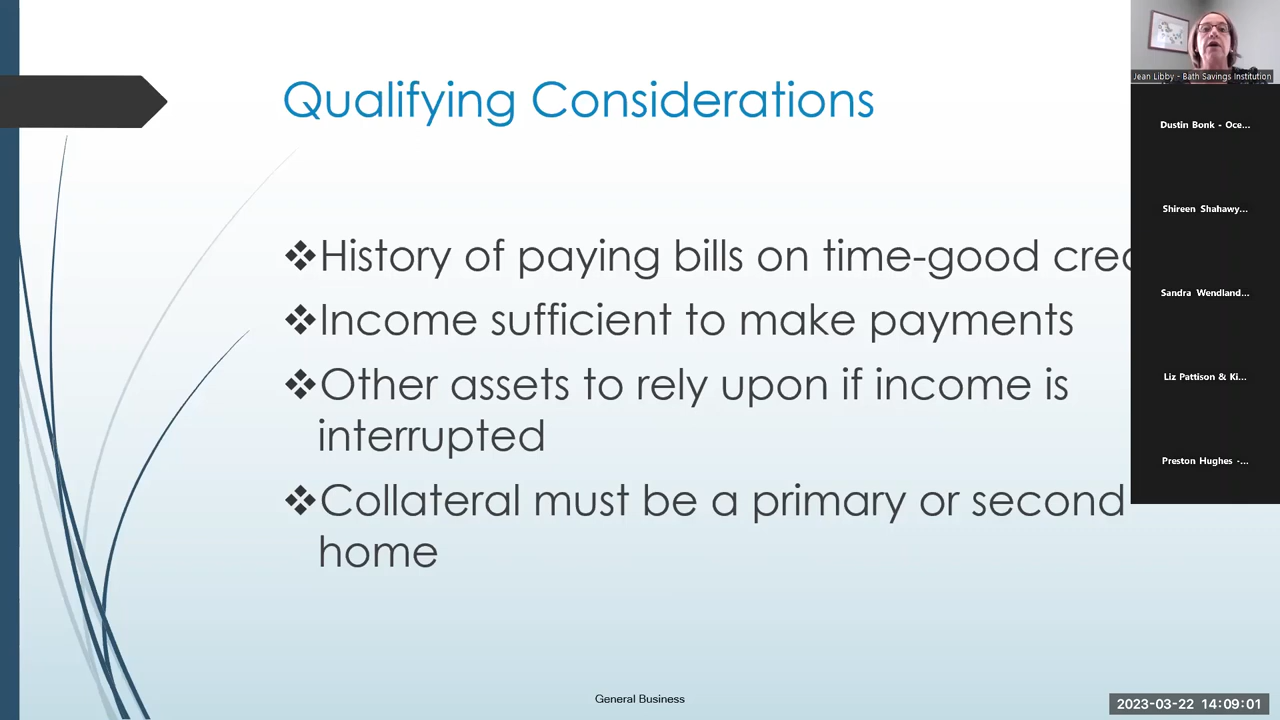 Qualifying Considerations
❖History of paying bills on time-good
❖Income sufficient to make payments
❖Other assets to rely upon if income is
interrupted
❖Collateral must be a primary or second
home
General Business
Jean Libby - Bath Savings Institution
Dustin Bonk - Oce...
Shireen Shahawy...
Sandra Wendland...
Liz Pattison & Ki...
Preston Hughes -...
2023-03-22 14:09:01